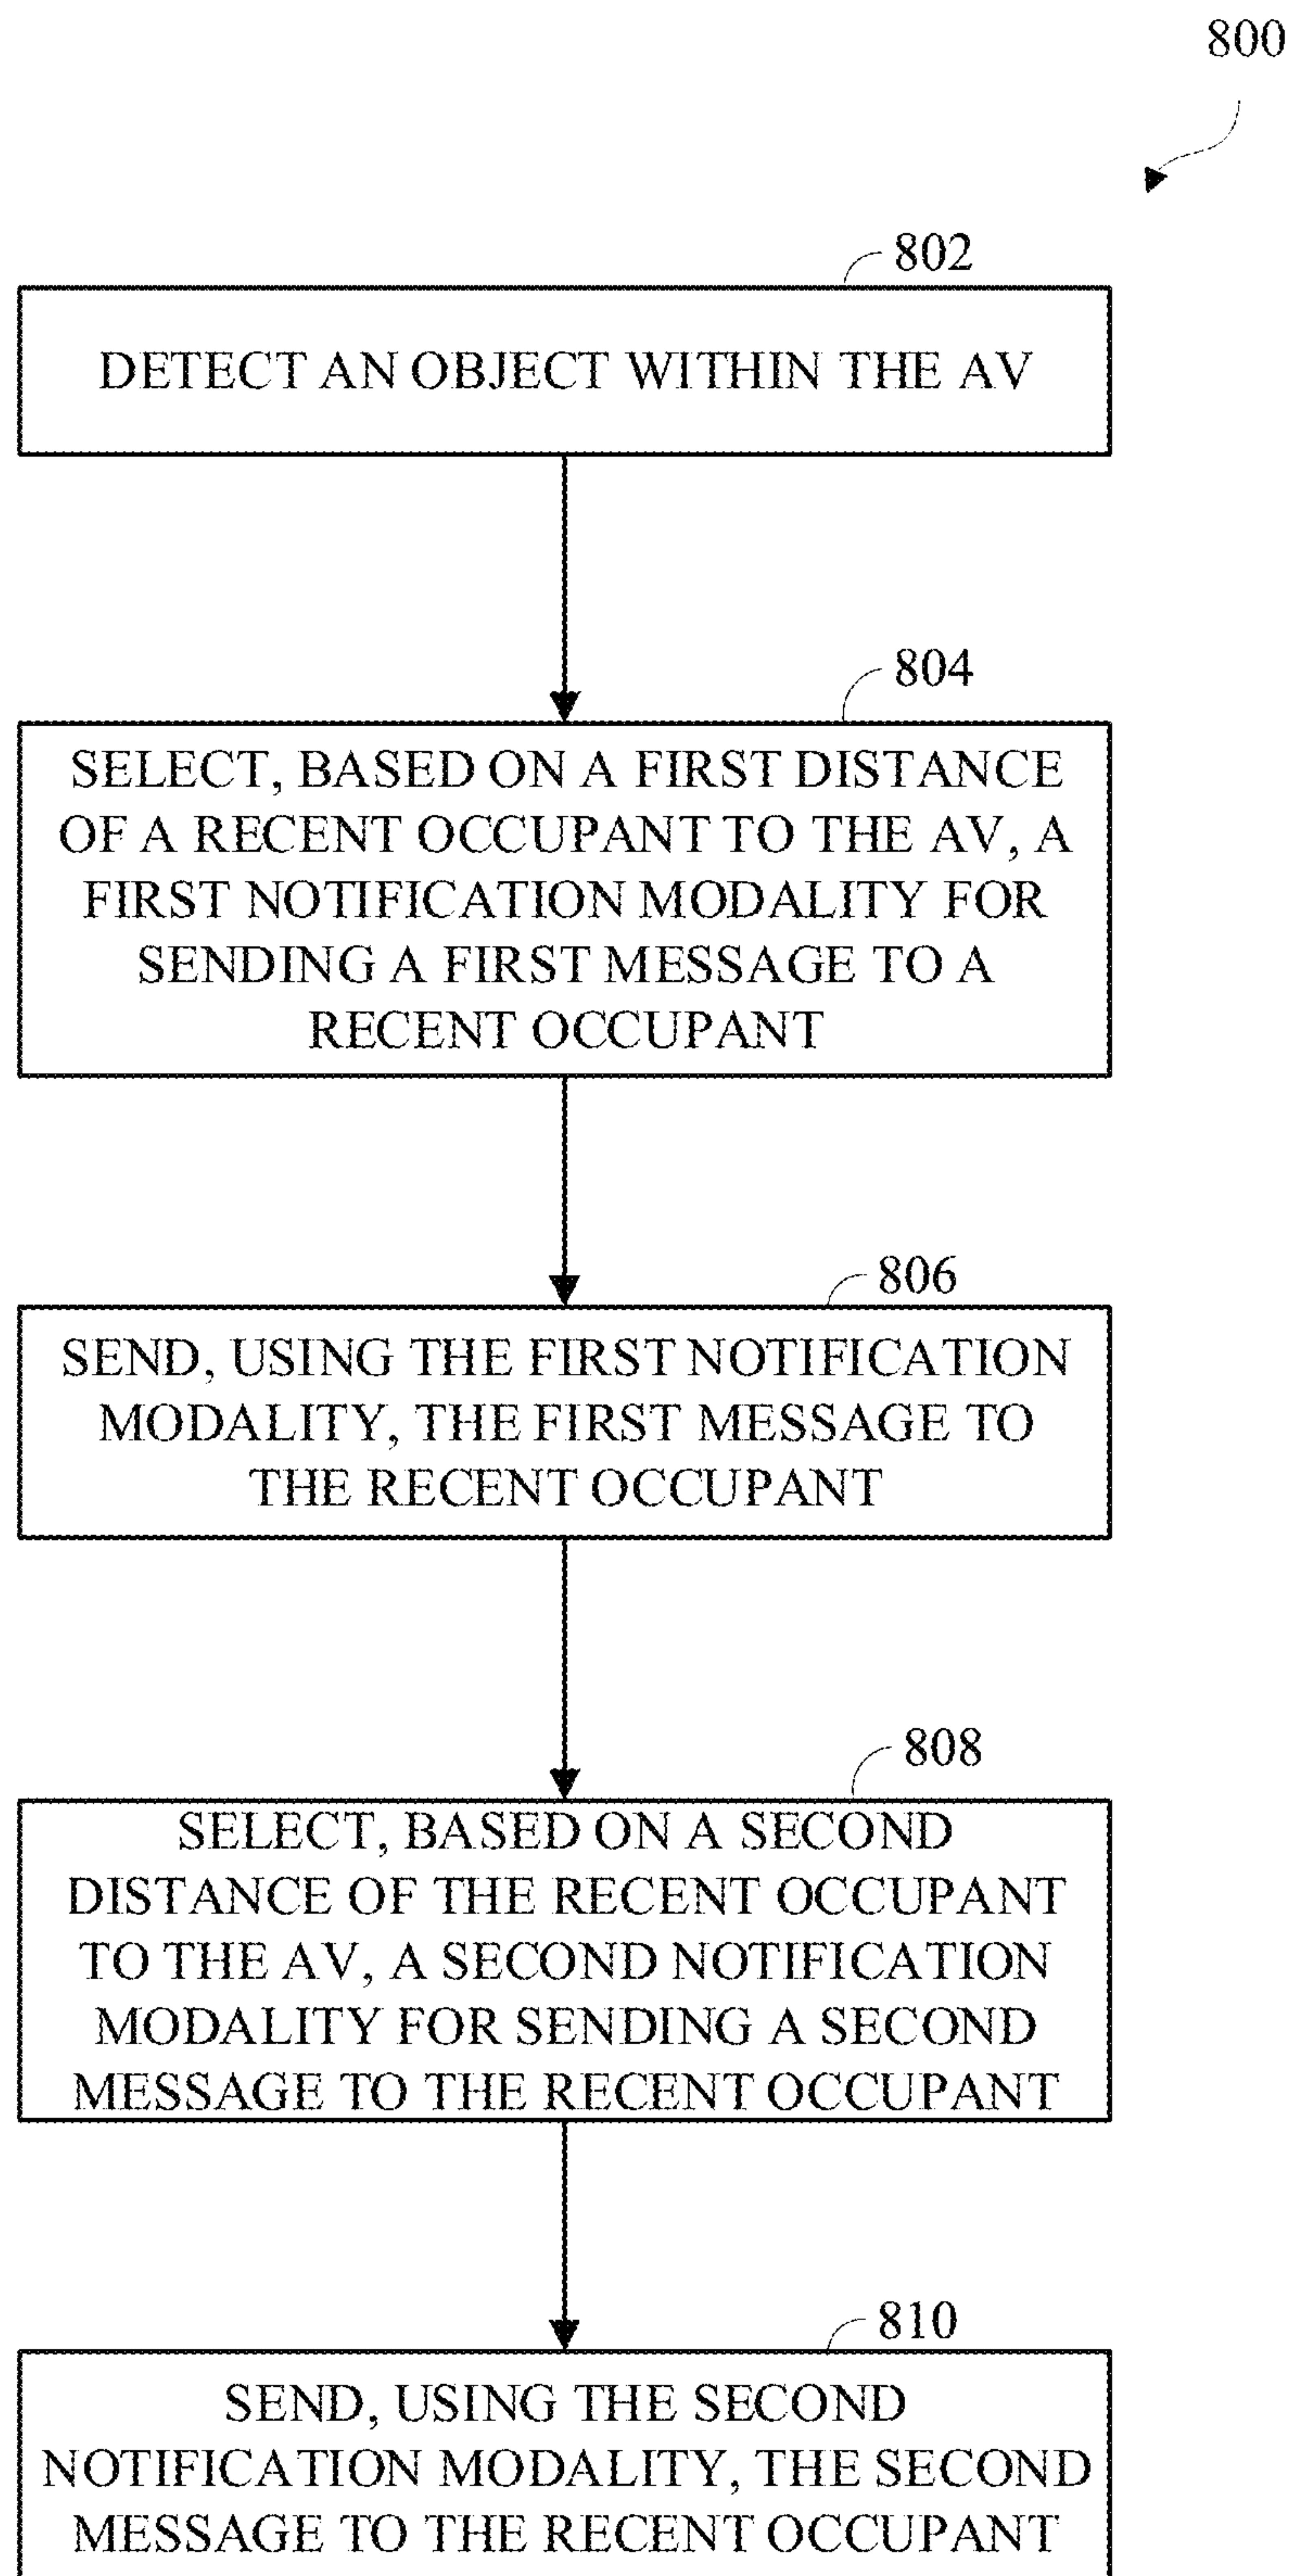 800
802
DETECT AN OBJECT WITHIN THE AV
804
SELECT, BASED ON A FIRST DISTANCE
OF A RECENT OCCUPANT TO THE AV, A
FIRST NOTIFICATION MODALITY FOR
SENDING A FIRST MESSAGE TO A
RECENT OCCUPANT
806
SEND, USING THE FIRST NOTIFICATION
MODALITY, THE FIRST MESSAGE TO
THE RECENT OCCUPANT
808
SELECT, BASED ON A SECOND
DISTANCE OF THE RECENT OCCUPANT
TO THE AV, A SECOND NOTIFICATION
MODALITY FOR SENDING A SECOND
MESSAGE TO THE RECENT OCCUPANT
810
SEND, USING THE SECOND
NOTIFICATION MODALITY, THE SECOND
MESSAGE TO THE RECENT OCCUPANT